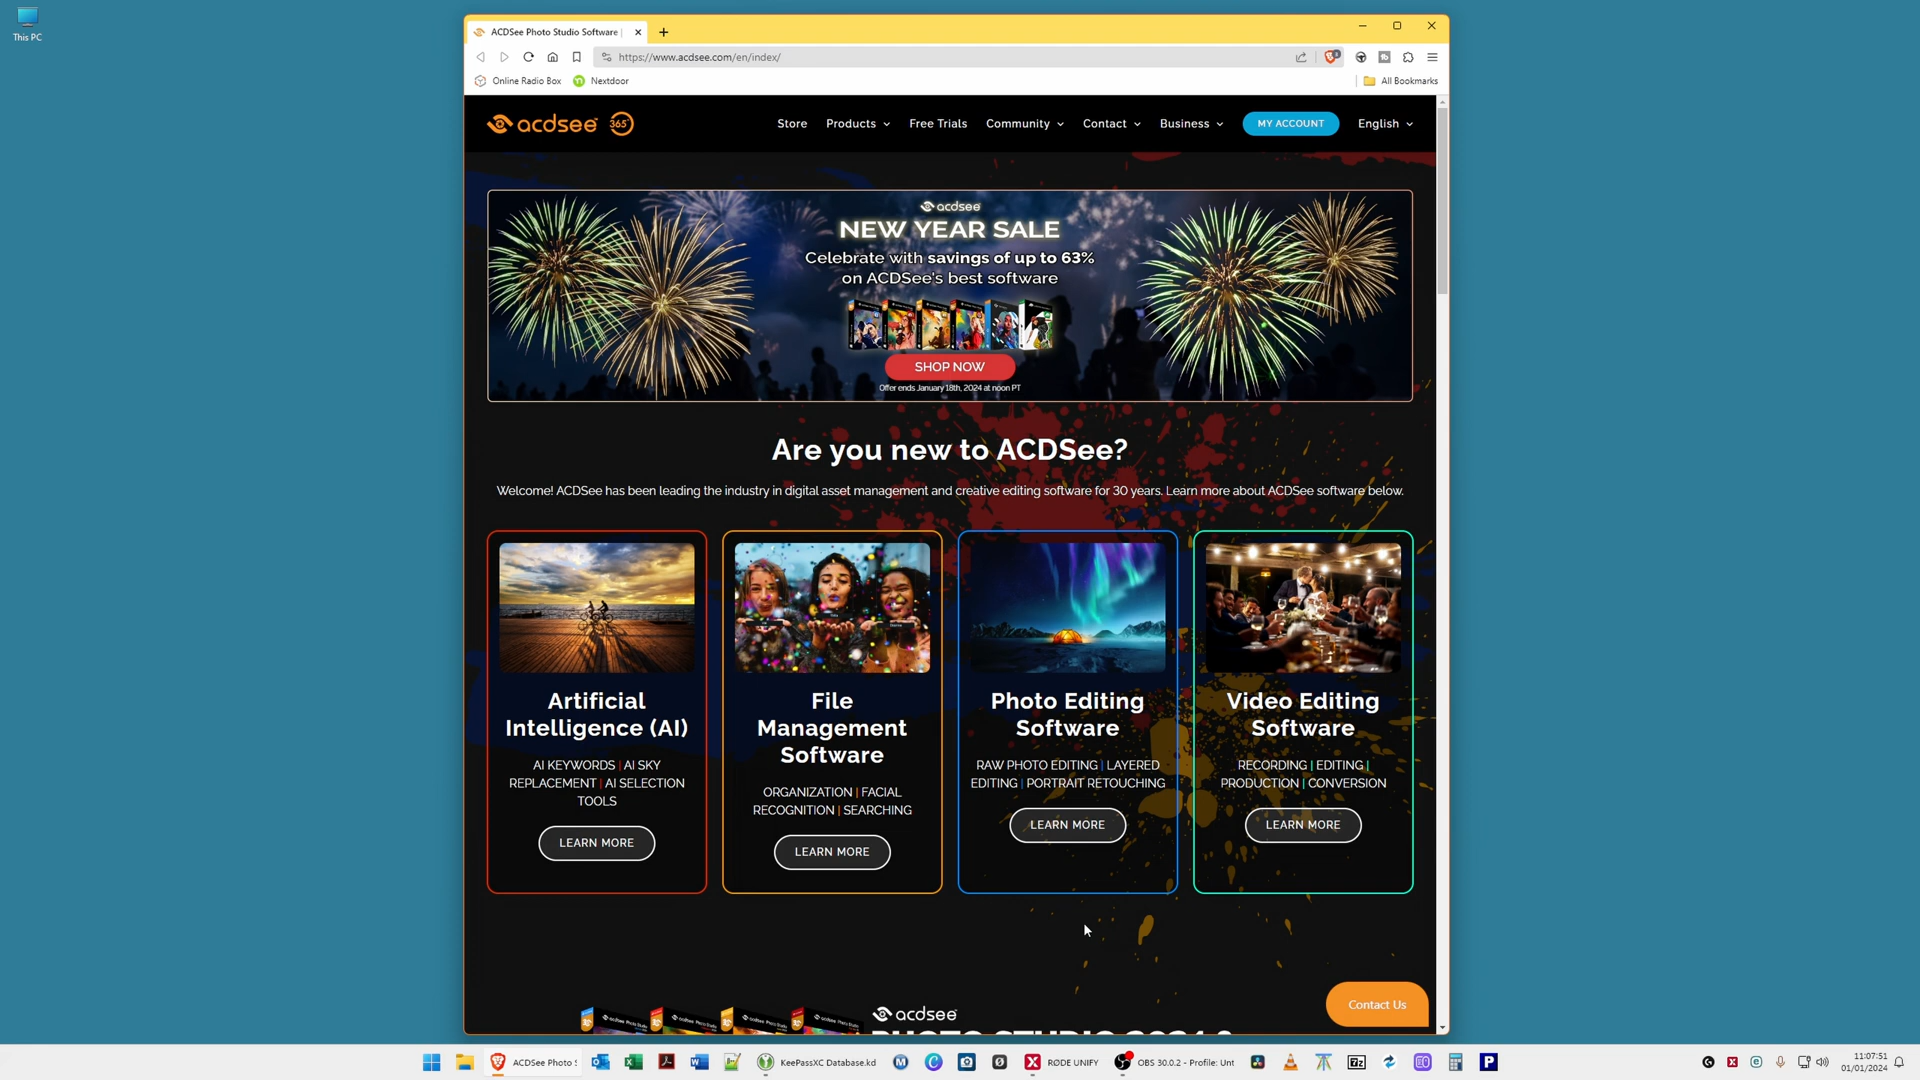 This PC
ACDSee Photo Studio Software |
https://www.acdsee.com/en/index/
Online Radio Box
Nextdoor
All Bookmarks
acdsee 365
Store
Products
Free Trials
Community
Contact
Business
MY ACCOUNT
English
acdsee
NEW YEAR SALE
Celebrate with savings of up to 63%
on ACDSee's best software
SHOP NOW
Offer ends January 18th, 2024 at noon PT
Are you new to ACDSee?
Welcome! ACDSee has been leading the industry in digital asset management and creative editing software for 30 years. Learn more about ACDSee software below.
Artificial
Intelligence (AI)
AI KEYWORDS | AI SKY
REPLACEMENT | AI SELECTION
TOOLS
LEARN MORE
File
Management
Software
ORGANIZATION | FACIAL
RECOGNITION | SEARCHING
LEARN MORE
Photo Editing
Software
RAW PHOTO EDITING | LAYERED
EDITING | PORTRAIT RETOUCHING
LEARN MORE
Video Editing
Software
RECORDING | EDITING |
PRODUCTION | CONVERSION
LEARN MORE
acdsee
Contact Us
ACDSee Photo S
KeePassXC Database.kd
RØDE UNIFY
OBS 30.0.2 - Profile: Unt
7z
11:07:51
01/01/2024